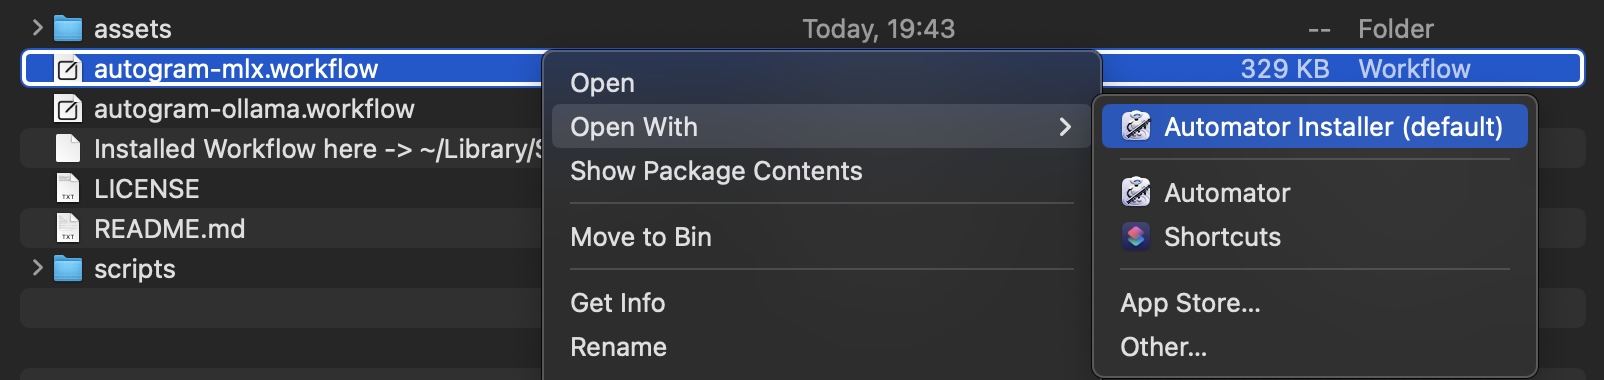 assets Today, 19:43 -- Folder
autogram-mlx.workflow 329 KB Workflow
autogram-ollama.workflow
Installed Workflow here -> ~/Library/S
TXT LICENSE
TXT README.md
scripts
Open
Open With
Show Package Contents
Move to Bin
Get Info
Rename
Automator Installer (default)
Automator
Shortcuts
App Store...
Other...